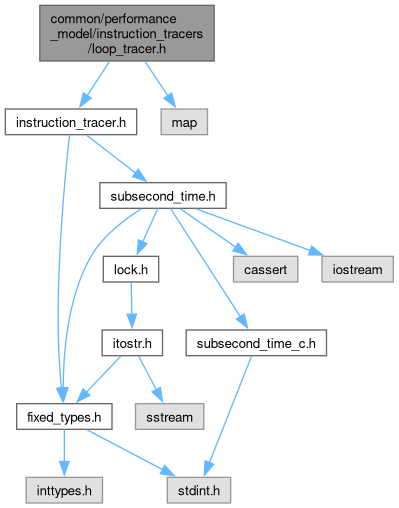 common/performance
_model/instruction_tracers
/loop_tracer.h
instruction_tracer.h
map
subsecond_time.h
lock.h
cassert
iostream
itostr.h
subsecond_time_c.h
fixed_types.h
sstream
inttypes.h
stdint.h